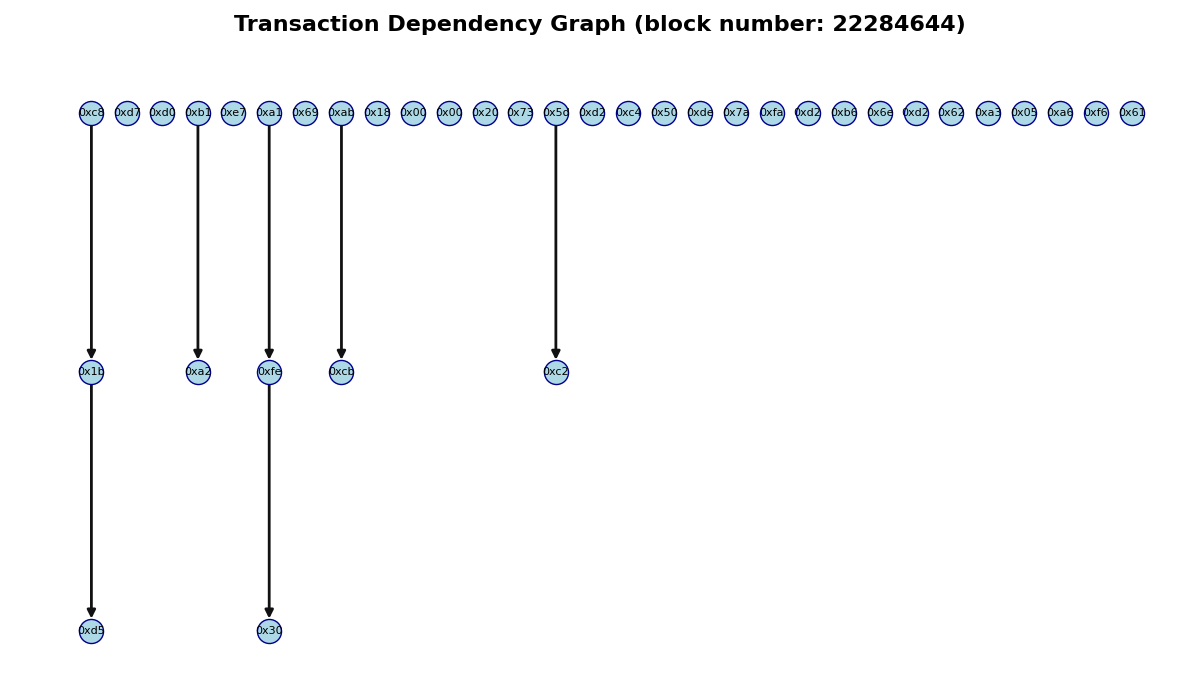 Transaction Dependency Graph (block number: 22284644)
0xc8 0xd7 0xd0 0xb1 0xe7 0xa1 0x69 0xab 0x18 0x00 0x00 0x20 0x73 0x5c 0xd2 0xc4 0x50 0xde 0x7a 0xfa 0xd2 0xb6 0x6e 0xd2 0x62 0xa3 0x05 0xa6 0xf6 0x61
0x1b 0xa2 0xfe 0xcb 0xc2
0xd5 0x30